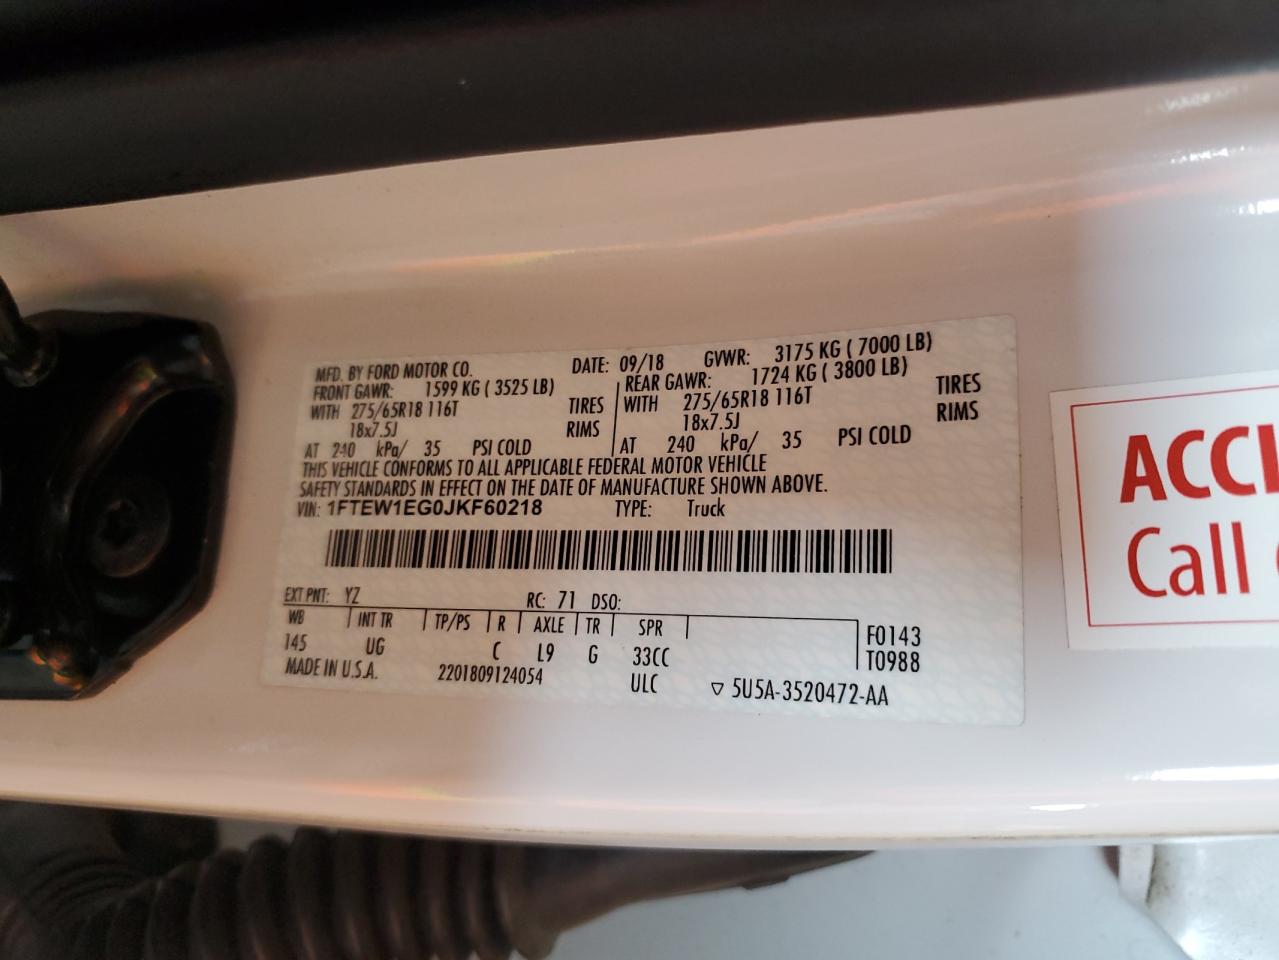 MFD. BY FORD MOTOR CO. DATE: 09/18 GVWR: 3175 KG ( 7000 LB)
FRONT GAWR: 1599 KG ( 3525 LB) REAR GAWR: 1724 KG ( 3800 LB)
WITH 275/65R18 116T TIRES WITH 275/65R18 116T TIRES
18x7.5J RIMS 18x7.5J RIMS
AT 240 kPa/ 35 PSI COLD AT 240 kPa/ 35 PSI COLD
THIS VEHICLE CONFORMS TO ALL APPLICABLE FEDERAL MOTOR VEHICLE
SAFETY STANDARDS IN EFFECT ON THE DATE OF MANUFACTURE SHOWN ABOVE.
VIN: 1FTEW1EG0JKF60218 TYPE: Truck
EXT PNT: YZ RC: 71 DSO:
WB INT TR TP/PS R AXLE TR SPR F0143
145 UG C L9 G 33CC T0988
MADE IN U.S.A. 2201809124054 ULC ▽ 5U5A-3520472-AA
ACCI
Call